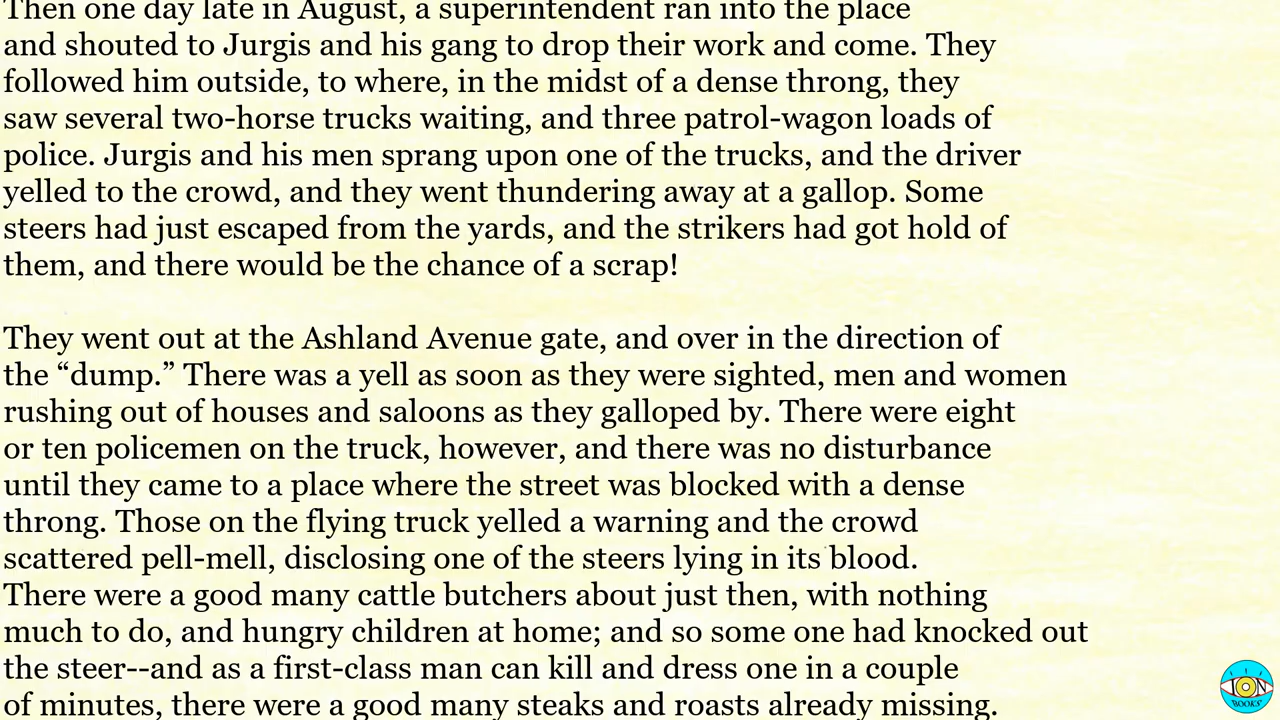 Then one day late in August, a superintendent ran into the place
and shouted to Jurgis and his gang to drop their work and come. They
followed him outside, to where, in the midst of a dense throng, they
saw several two-horse trucks waiting, and three patrol-wagon loads of
police. Jurgis and his men sprang upon one of the trucks, and the driver
yelled to the crowd, and they went thundering away at a gallop. Some
steers had just escaped from the yards, and the strikers had got hold of
them, and there would be the chance of a scrap!
They went out at the Ashland Avenue gate, and over in the direction of
the “dump.” There was a yell as soon as they were sighted, men and women
rushing out of houses and saloons as they galloped by. There were eight
or ten policemen on the truck, however, and there was no disturbance
until they came to a place where the street was blocked with a dense
throng. Those on the flying truck yelled a warning and the crowd
scattered pell-mell, disclosing one of the steers lying in its blood.
There were a good many cattle butchers about just then, with nothing
much to do, and hungry children at home; and so some one had knocked out
the steer--and as a first-class man can kill and dress one in a couple
of minutes, there were a good many steaks and roasts already missing.
ION
BOOKS